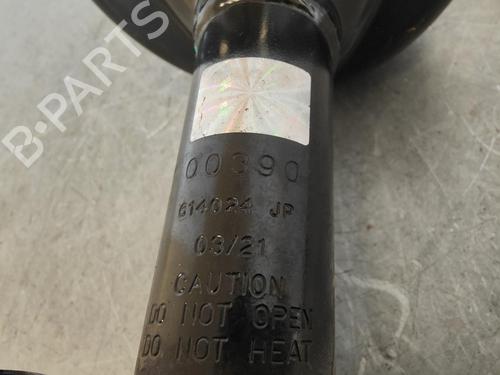 B-PARTS
00390
614024 JP
03/21
CAUTION
DO NOT OPEN
DO NOT HEAT